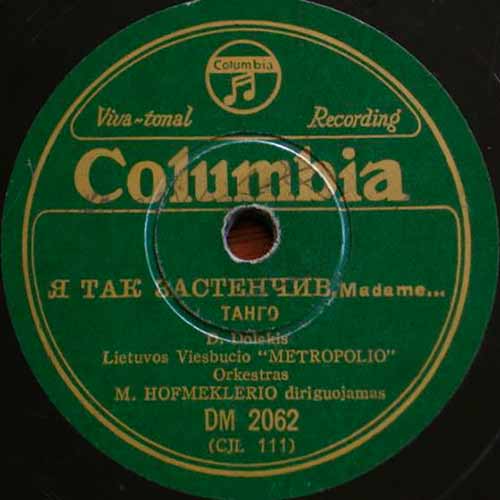 Columbia
Viva-tonal Recording
Columbia
Я ТАК ЗАСТЕНЧИВ, Madame...
ТАНГО
D. Dolskis
Lietuvos Viesbucio "METROPOLIO"
Orkestras
M. HOFMEKLERIO diriguojamas
DM 2062
(CJL 111)